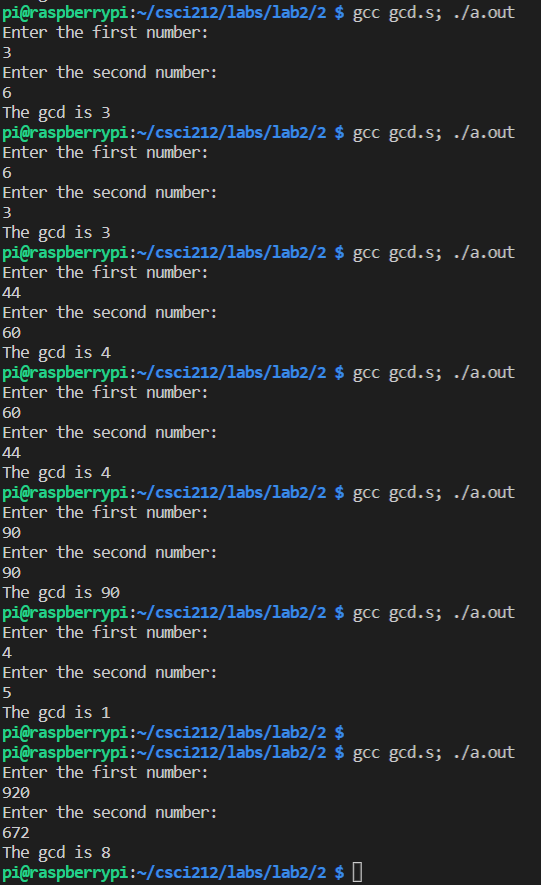 pi@raspberrypi:~/csci212/labs/lab2/2 $ gcc gcd.s; ./a.out
Enter the first number:
3
Enter the second number:
6
The gcd is 3
pi@raspberrypi:~/csci212/labs/lab2/2 $ gcc gcd.s; ./a.out
Enter the first number:
6
Enter the second number:
3
The gcd is 3
pi@raspberrypi:~/csci212/labs/lab2/2 $ gcc gcd.s; ./a.out
Enter the first number:
44
Enter the second number:
60
The gcd is 4
pi@raspberrypi:~/csci212/labs/lab2/2 $ gcc gcd.s; ./a.out
Enter the first number:
60
Enter the second number:
44
The gcd is 4
pi@raspberrypi:~/csci212/labs/lab2/2 $ gcc gcd.s; ./a.out
Enter the first number:
90
Enter the second number:
90
The gcd is 90
pi@raspberrypi:~/csci212/labs/lab2/2 $ gcc gcd.s; ./a.out
Enter the first number:
4
Enter the second number:
5
The gcd is 1
pi@raspberrypi:~/csci212/labs/lab2/2 $
pi@raspberrypi:~/csci212/labs/lab2/2 $ gcc gcd.s; ./a.out
Enter the first number:
920
Enter the second number:
672
The gcd is 8
pi@raspberrypi:~/csci212/labs/lab2/2 $